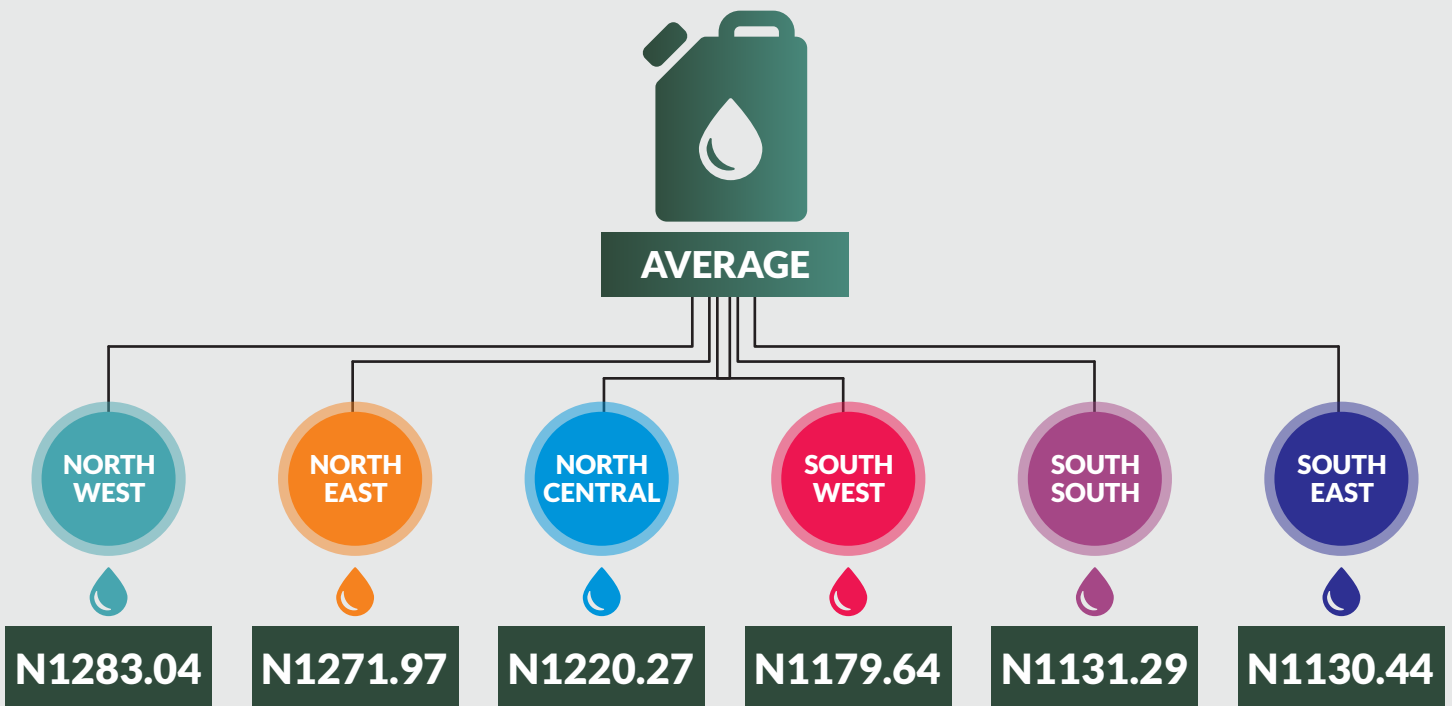 AVERAGE
NORTH
WEST
NORTH
EAST
NORTH
CENTRAL
SOUTH
WEST
SOUTH
SOUTH
SOUTH
EAST
N1283.04
N1271.97
N1220.27
N1179.64
N1131.29
N1130.44